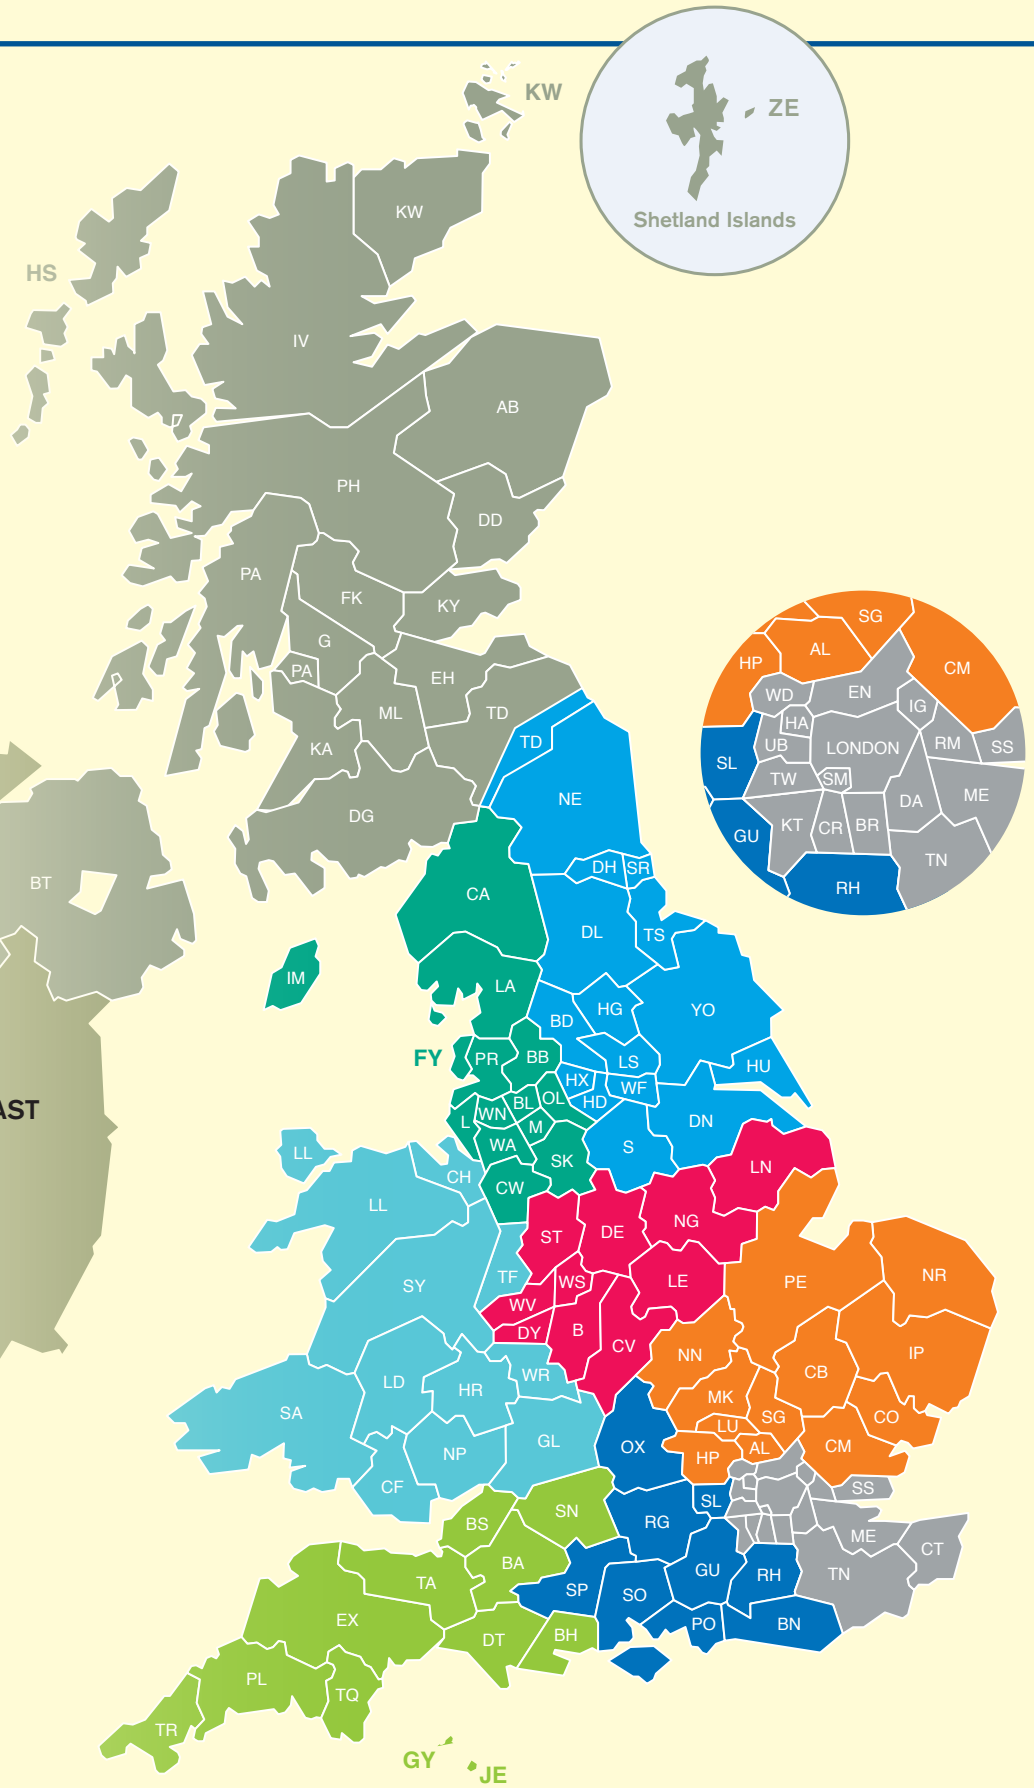 KW
ZE
Shetland Islands
KW
HS
IV
AB
PH
DD
PA
FK
KY
G
PA
EH
ML
TD
KA
TD
DG
NE
BT
CA
DH
SR
DL
TS
IM
LA
HG
YO
BD
FY
PR
BB
LS
HU
HX
WF
BL
OL
HD
WN
L
M
DN
AST
WA
S
LL
SK
LN
CH
CW
LL
NG
DE
ST
TF
WS
LE
PE
NR
SY
WV
B
DY
CV
NN
IP
CB
WR
LD
HR
MK
SA
LU
SG
CO
GL
OX
AL
CM
NP
HP
CF
SL
SS
SN
BS
RG
ME
CT
BA
GU
RH
TN
TA
SP
SO
EX
PO
BN
DT
BH
PL
TQ
TR
GY
JE
SG
AL
HP
CM
WD
EN
IG
HA
UB
LONDON
RM
SS
SL
TW
SM
ME
DA
GU
KT
CR
BR
TN
RH